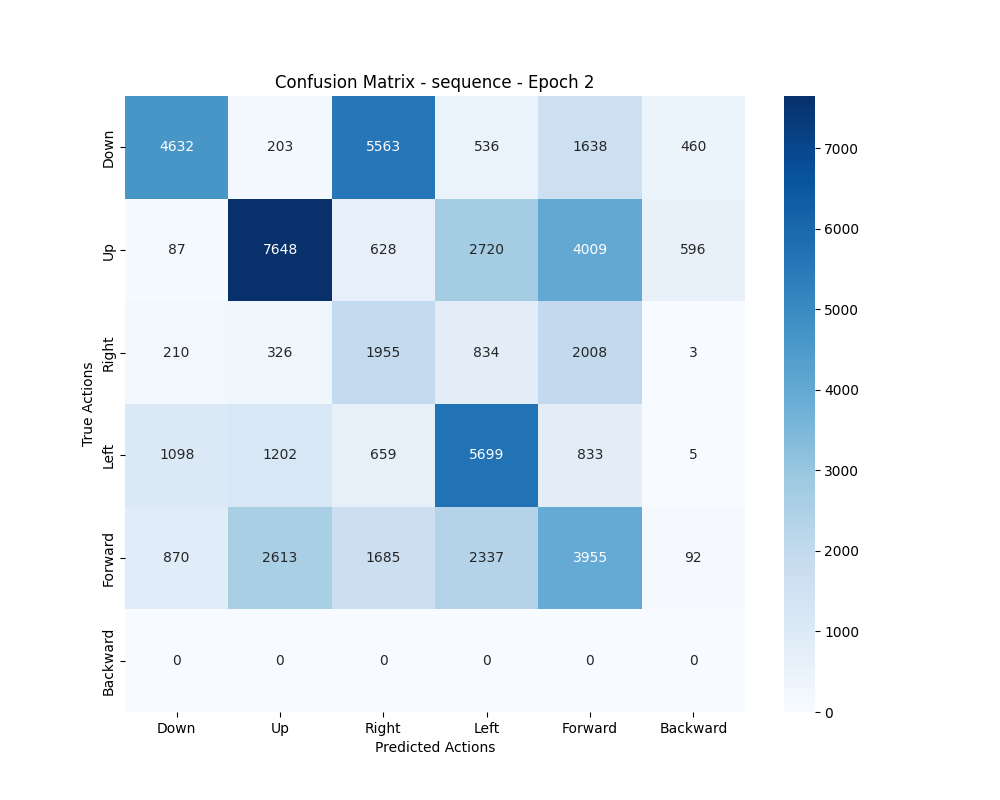 Confusion Matrix - sequence - Epoch 2
True Actions
Down 4632 203 5563 536 1638 460
Up 87 7648 628 2720 4009 596
Right 210 326 1955 834 2008 3
Left 1098 1202 659 5699 833 5
Forward 870 2613 1685 2337 3955 92
Backward 0 0 0 0 0 0
Down Up Right Left Forward Backward
Predicted Actions
7000
6000
5000
4000
3000
2000
1000
0